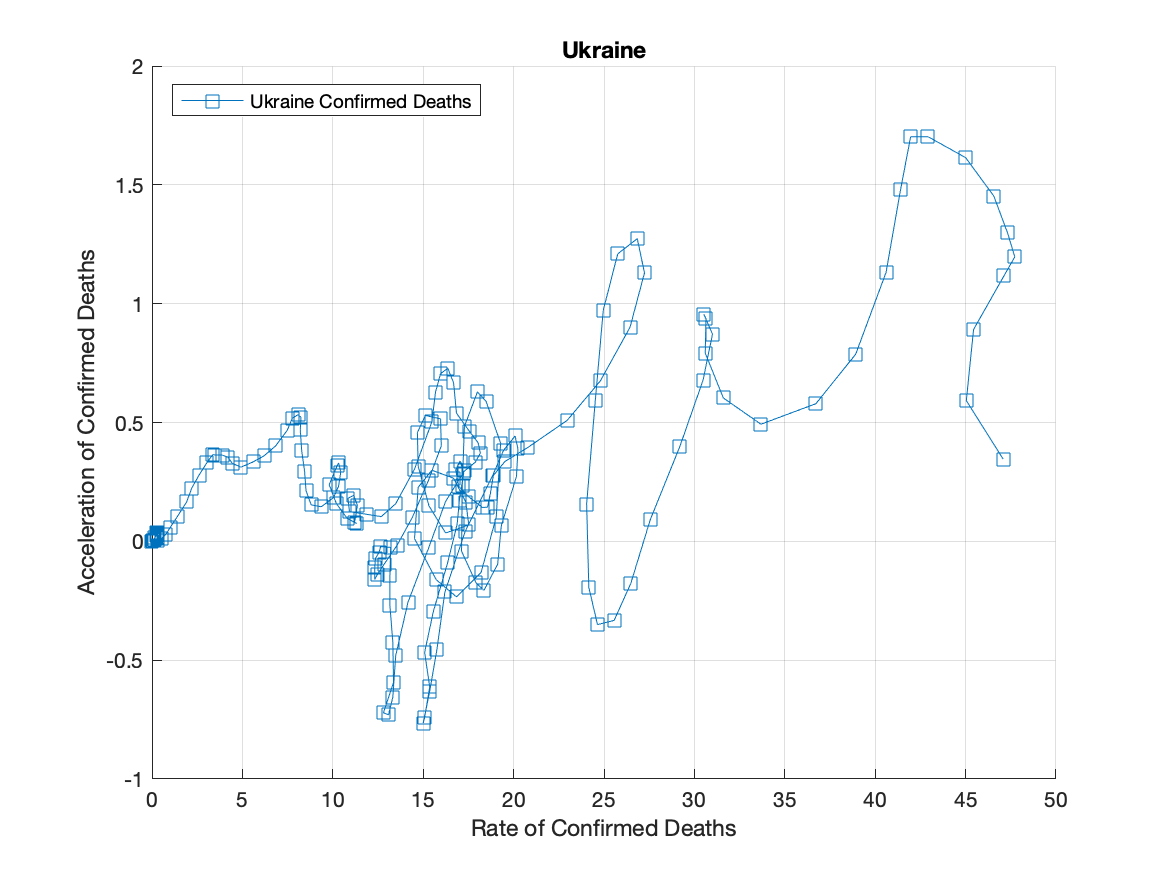 Ukraine
Ukraine Confirmed Deaths
2
1.5
1
0.5
0
-0.5
-1
Acceleration of Confirmed Deaths
0 5 10 15 20 25 30 35 40 45 50
Rate of Confirmed Deaths